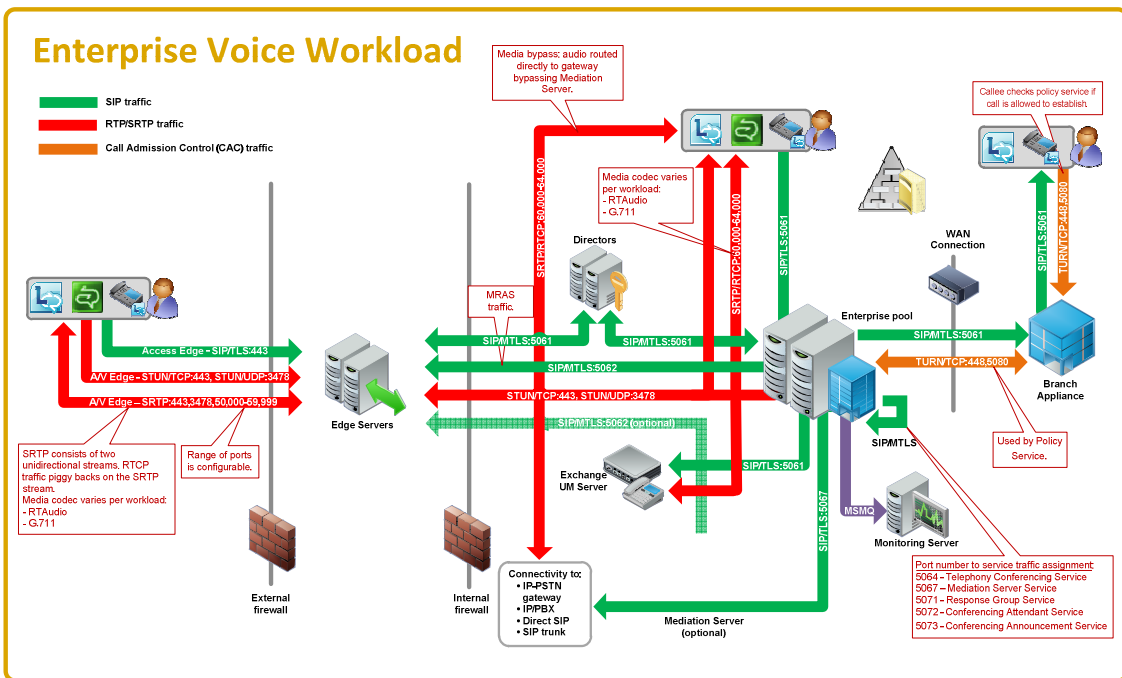 Enterprise Voice Workload
SIP traffic
RTP/SRTP traffic
Call Admission Control (CAC) traffic
Media bypass: audio routed
directly to gateway
bypassing Mediation
Server.
Callee checks policy service if
call is allowed to establish.
Media codec varies
per workload:
- RTAudio
- G.711
SRTP/RTCP:60,000-64,000
SRTP/RTCP:60,000-64,000
SIP/TLS:5061
SIP/TLS:5061
TURN/TCP:448,5080
WAN
Connection
Directors
MRAS
traffic.
Enterprise pool
Access Edge – SIP/TLS:443
A/V Edge – STUN/TCP:443, STUN/UDP:3478
A/V Edge – SRTP:443,3478,50,000-59,999
SIP/MTLS:5061
SIP/MTLS:5061
SIP/MTLS:5061
SIP/MTLS:5062
TURN/TCP:448,5080
STUN/TCP:443, STUN/UDP:3478
SIP/MTLS:5062 (optional)
Edge Servers
Branch
Appliance
SRTP consists of two
unidirectional streams. RTCP
traffic piggy backs on the SRTP
stream.
Media codec varies per workload:
- RTAudio
- G.711
Range of ports
is configurable.
Exchange
UM Server
SIP/TLS:5061
SIP/TLS:5067
SIP/MTLS
Used by Policy
Service.
MSMQ
Monitoring Server
External
firewall
Internal
firewall
Connectivity to:
• IP-PSTN
gateway
• IP/PBX
• Direct SIP
• SIP trunk
Mediation Server
(optional)
Port number to service traffic assignment:
5064 – Telephony Conferencing Service
5067 – Mediation Server Service
5071 – Response Group Service
5072 – Conferencing Attendant Service
5073 – Conferencing Announcement Service